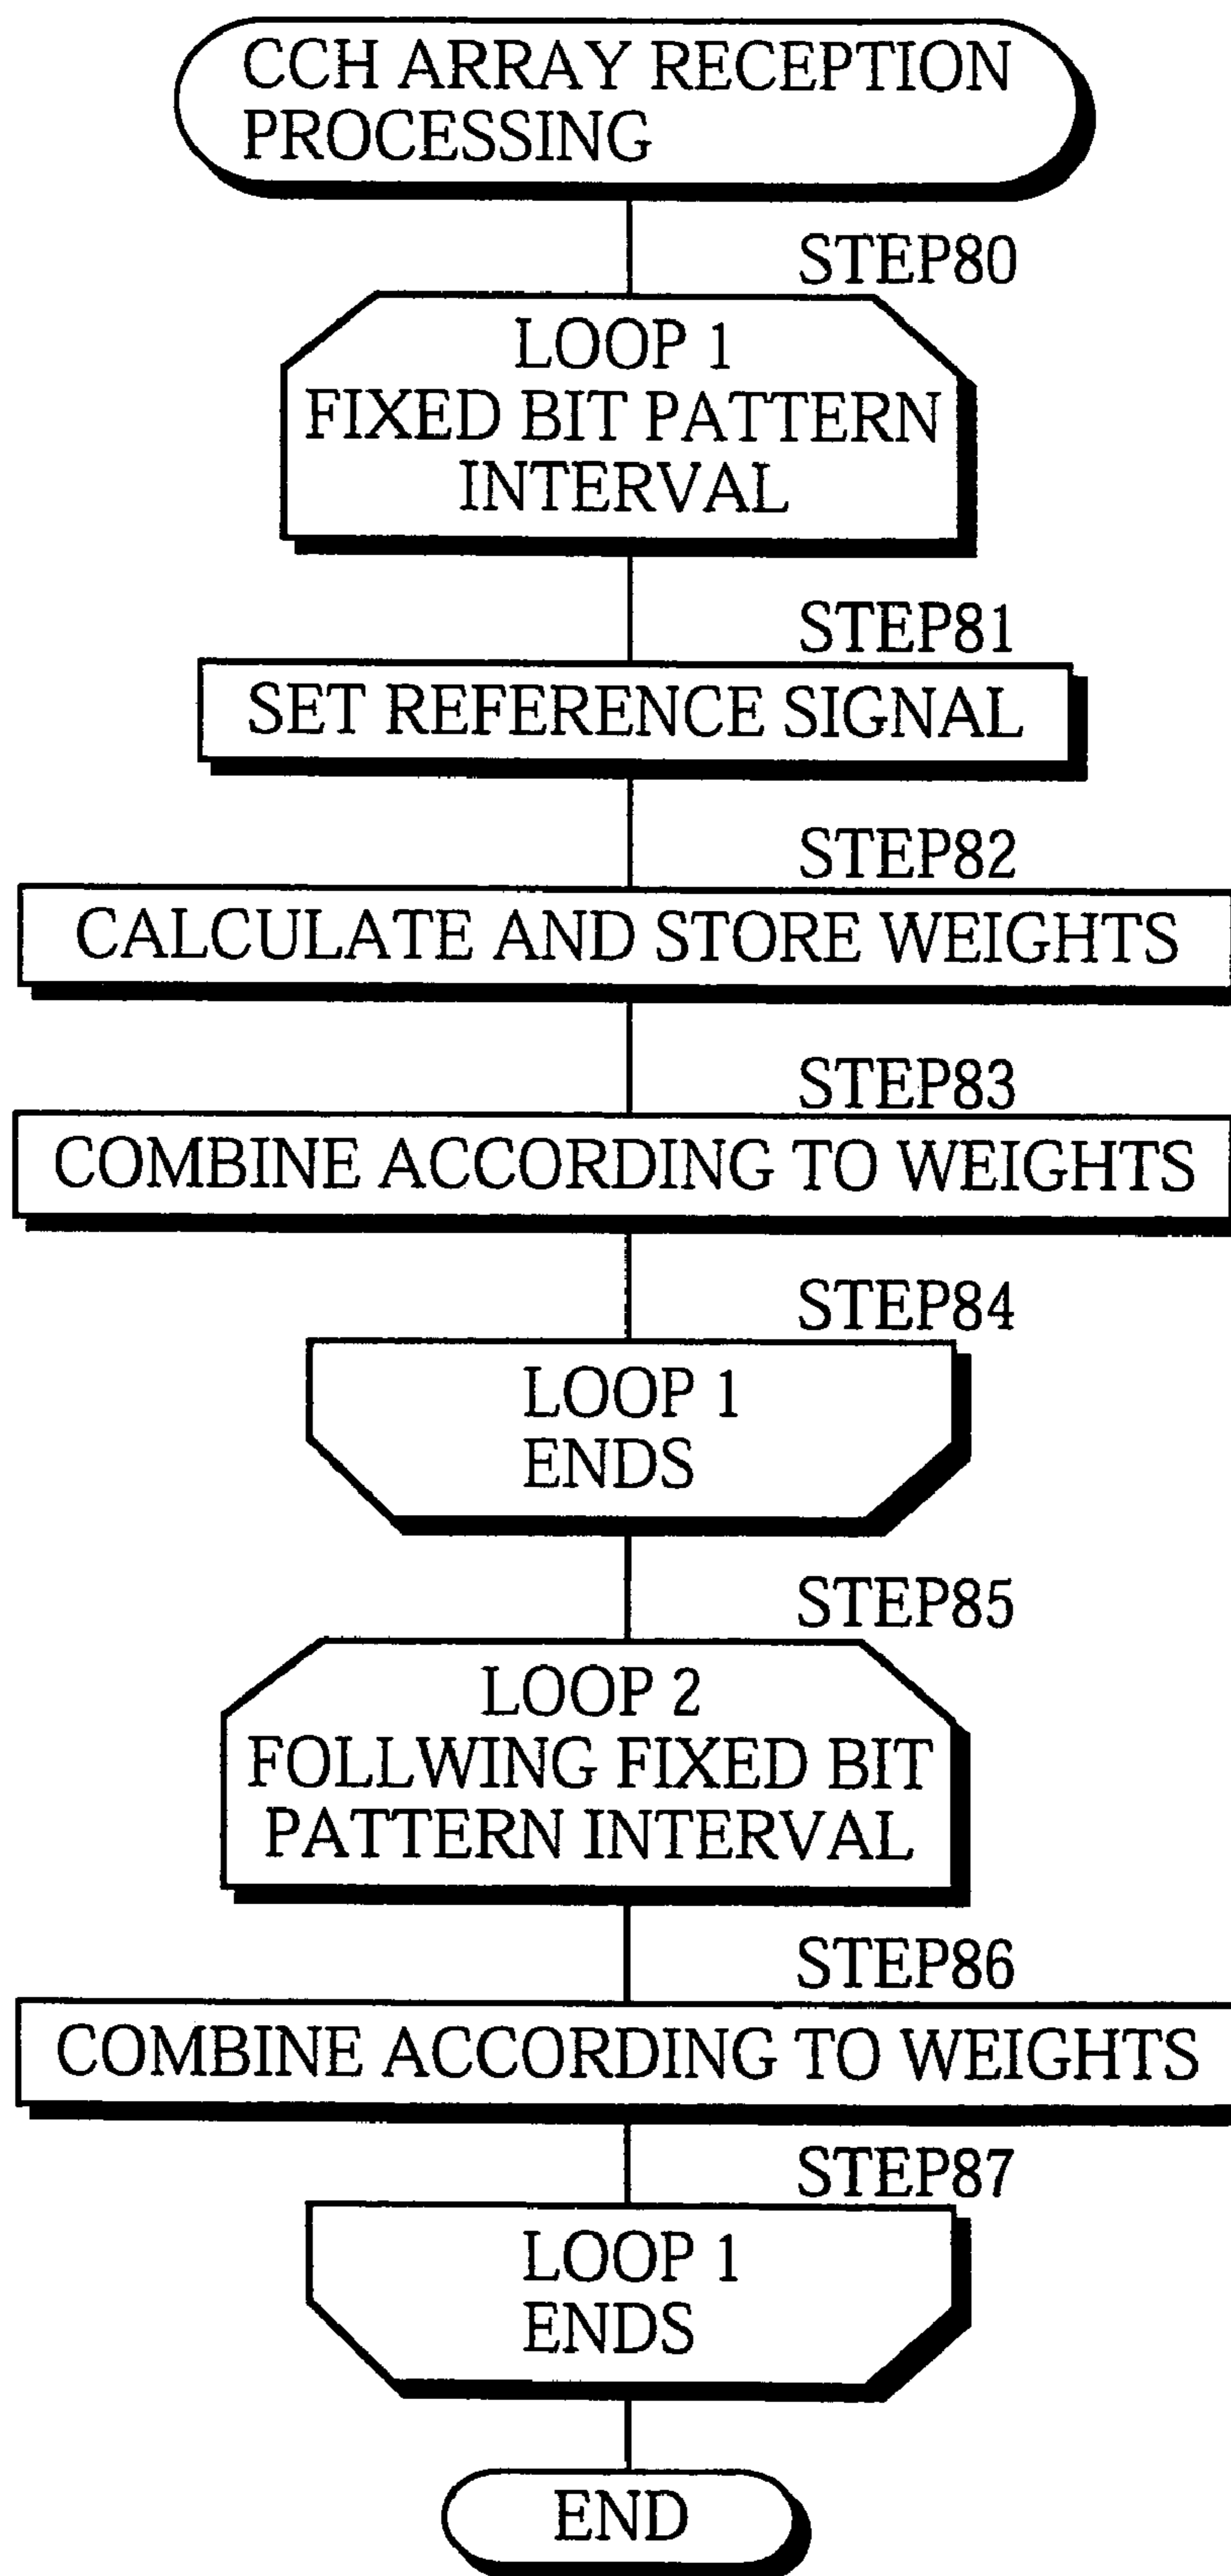 CCH ARRAY RECEPTION
PROCESSING
STEP80
LOOP 1
FIXED BIT PATTERN
INTERVAL
STEP81
SET REFERENCE SIGNAL
STEP82
CALCULATE AND STORE WEIGHTS
STEP83
COMBINE ACCORDING TO WEIGHTS
STEP84
LOOP 1
ENDS
STEP85
LOOP 2
FOLLWING FIXED BIT
PATTERN INTERVAL
STEP86
COMBINE ACCORDING TO WEIGHTS
STEP87
LOOP 1
ENDS
END